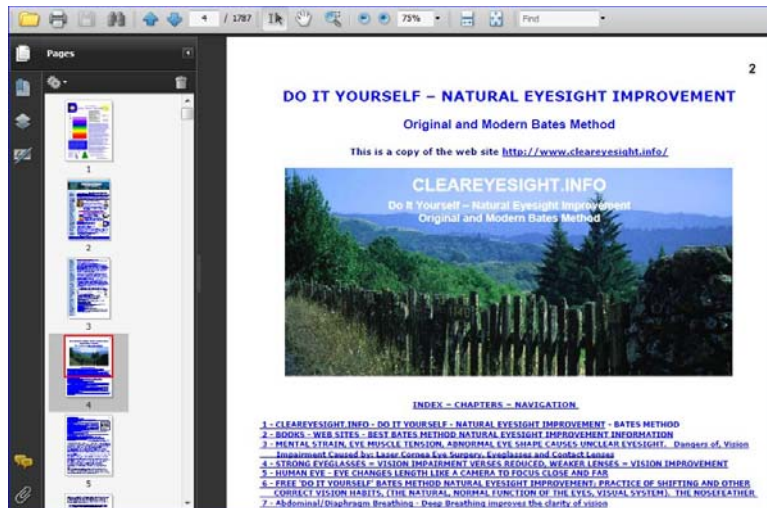 4 / 1787 75% Find
Pages
1
2
3
4
5
2
DO IT YOURSELF – NATURAL EYESIGHT IMPROVEMENT
Original and Modern Bates Method
This is a copy of the web site http://www.cleareyesight.info/
CLEAREYESIGHT.INFO
Do It Yourself – Natural Eyesight Improvement
Original and Modern Bates Method
INDEX – CHAPTERS – NAVIGATION
1 - CLEAREYESIGHT.INFO - DO IT YOURSELF - NATURAL EYESIGHT IMPROVEMENT - BATES METHOD
2 - BOOKS - WEB SITES - BEST BATES METHOD NATURAL EYESIGHT IMPROVEMENT INFORMATION
3 - MENTAL STRAIN, EYE MUSCLE TENSION, ABNORMAL EYE SHAPE CAUSES UNCLEAR EYESIGHT. Dangers of, Vision
Impairment Caused by: Laser Cornea Eye Surgery, Eyeglasses and Contact Lenses
4 - STRONG EYEGLASSES = VISION IMPAIRMENT VERSES REDUCED, WEAKER LENSES = VISION IMPROVEMENT
5 - HUMAN EYE - EYE CHANGES LENGTH LIKE A CAMERA TO FOCUS CLOSE AND FAR
6 - FREE 'DO IT YOURSELF' BATES METHOD NATURAL EYESIGHT IMPROVEMENT; PRACTICE OF SHIFTING AND OTHER
CORRECT VISION HABITS, (THE NATURAL, NORMAL FUNCTION OF THE EYES, VISUAL SYSTEM). THE NOSEFEATHER
7 - Abdominal/Diaphragm Breathing - Deep Breathing improves the clarity of vision